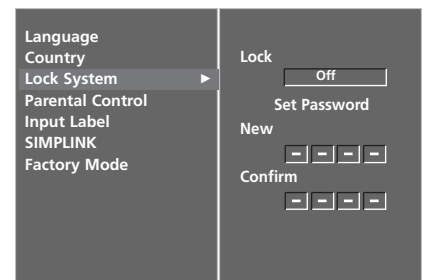 Language
Country
Lock System ►
Parental Control
Input Label
SIMPLINK
Factory Mode
Lock
Off
Set Password
New
– – – –
Confirm
– – – –